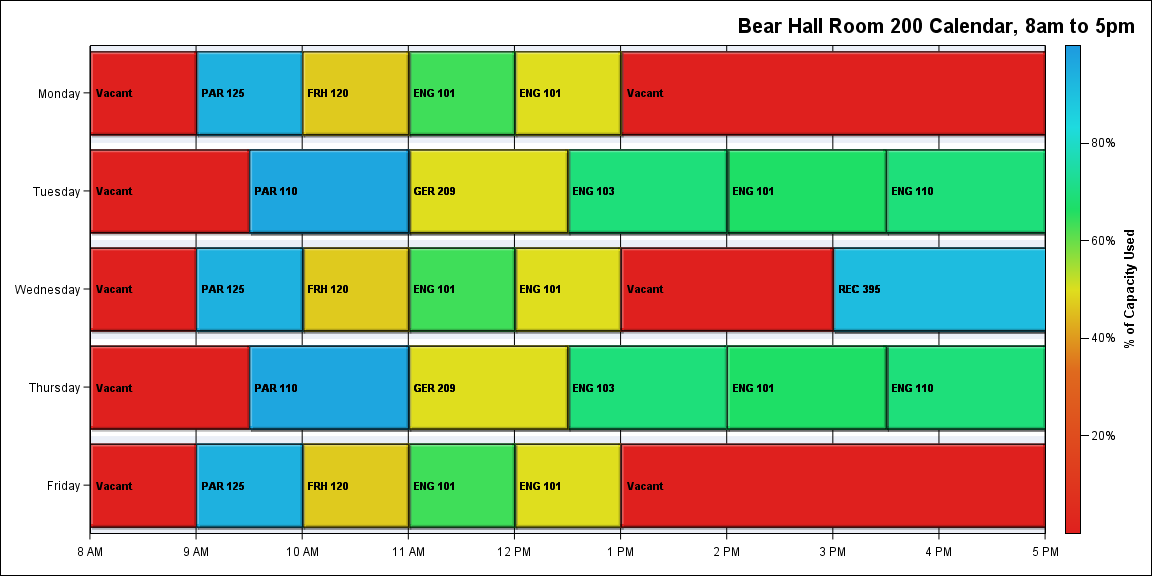 Bear Hall Room 200 Calendar, 8am to 5pm
Monday
Vacant
PAR 125
FRH 120
ENG 101
ENG 101
Vacant
Tuesday
Vacant
PAR 110
GER 209
ENG 103
ENG 101
ENG 110
Wednesday
Vacant
PAR 125
FRH 120
ENG 101
ENG 101
Vacant
REC 395
Thursday
Vacant
PAR 110
GER 209
ENG 103
ENG 101
ENG 110
Friday
Vacant
PAR 125
FRH 120
ENG 101
ENG 101
Vacant
8 AM
9 AM
10 AM
11 AM
12 PM
1 PM
2 PM
3 PM
4 PM
5 PM
80%
60%
40%
20%
% of Capacity Used